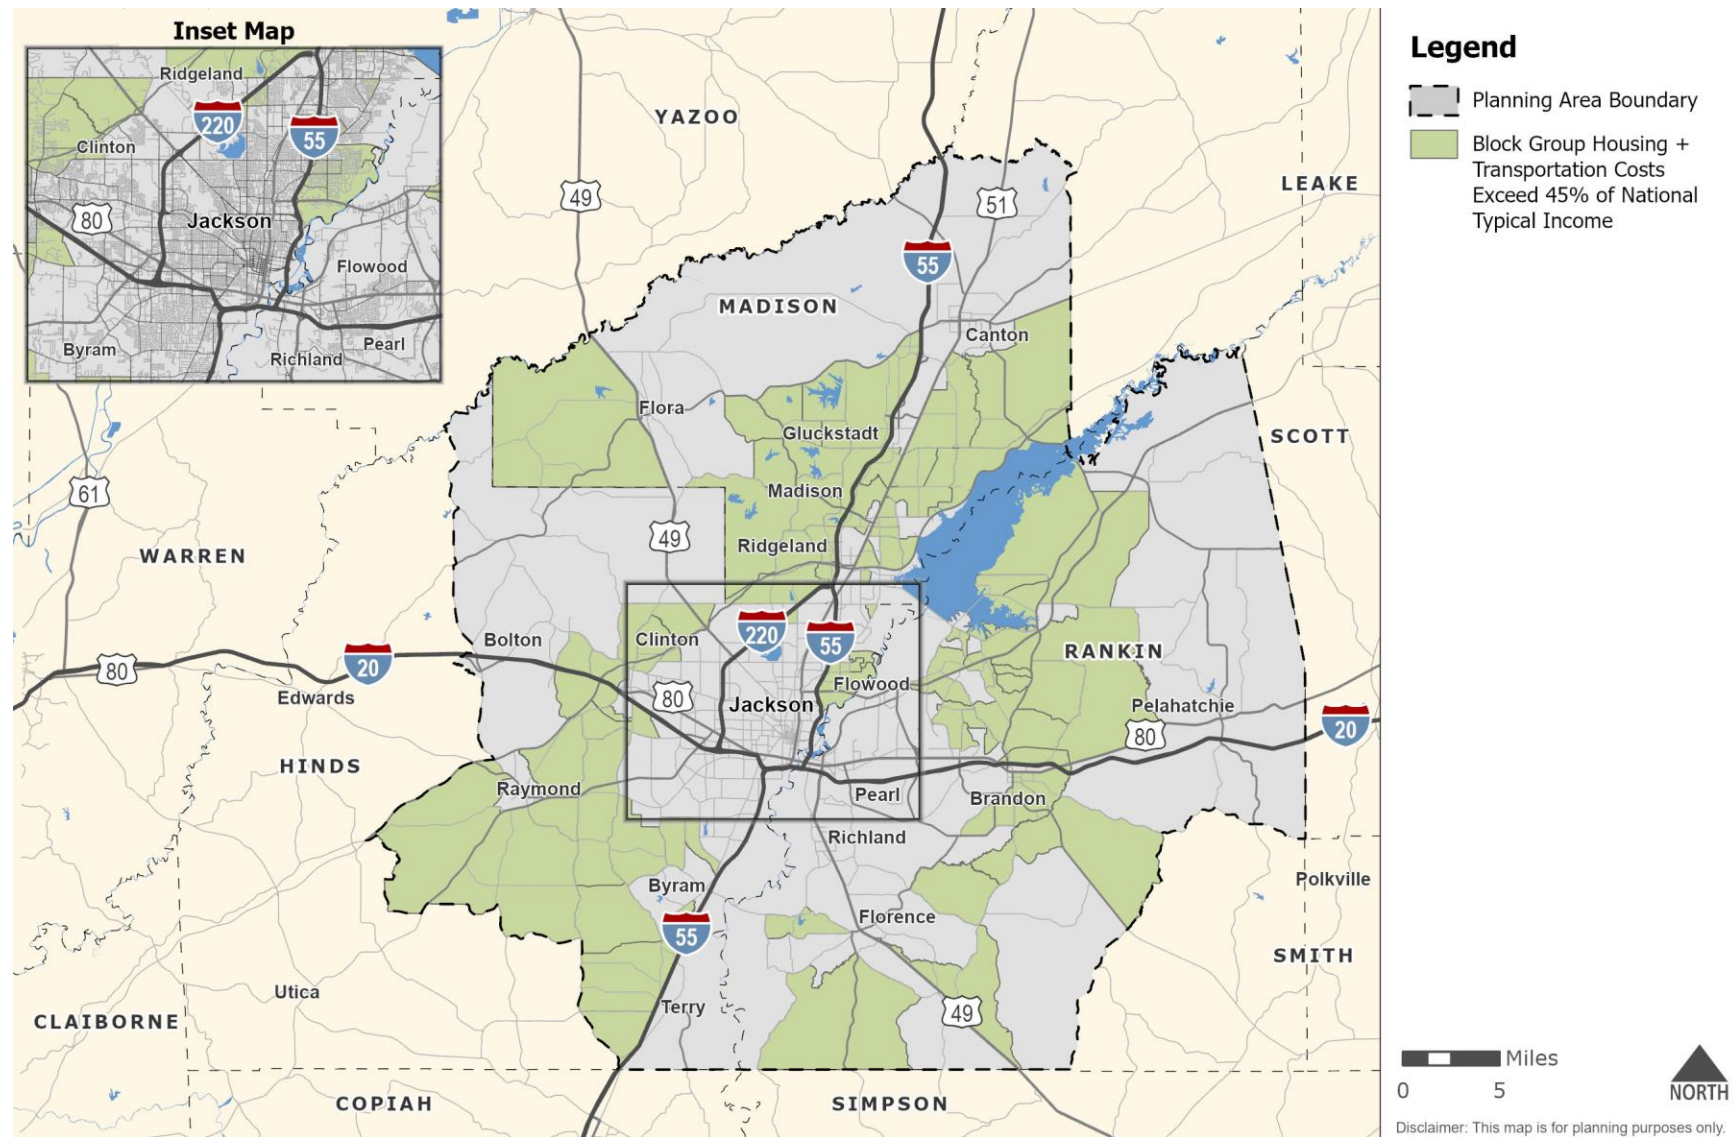 Inset Map
Ridgeland
220
55
Clinton
80
Jackson
Flowood
Byram
Richland
Pearl
YAZOO
49
51
LEAKE
55
MADISON
Canton
Flora
Gluckstadt
SCOTT
61
Madison
49
Ridgeland
WARREN
Bolton
Clinton
220
55
RANKIN
80
20
80
Flowood
Edwards
Jackson
Pelahatchie
80
20
HINDS
Raymond
Pearl
Brandon
Richland
Byram
Polkville
Florence
55
SMITH
Utica
Terry
49
CLAIBORNE
COPIAH
SIMPSON
Legend
Planning Area Boundary
Block Group Housing +
Transportation Costs
Exceed 45% of National
Typical Income
Miles
0 5
NORTH
Disclaimer: This map is for planning purposes only.